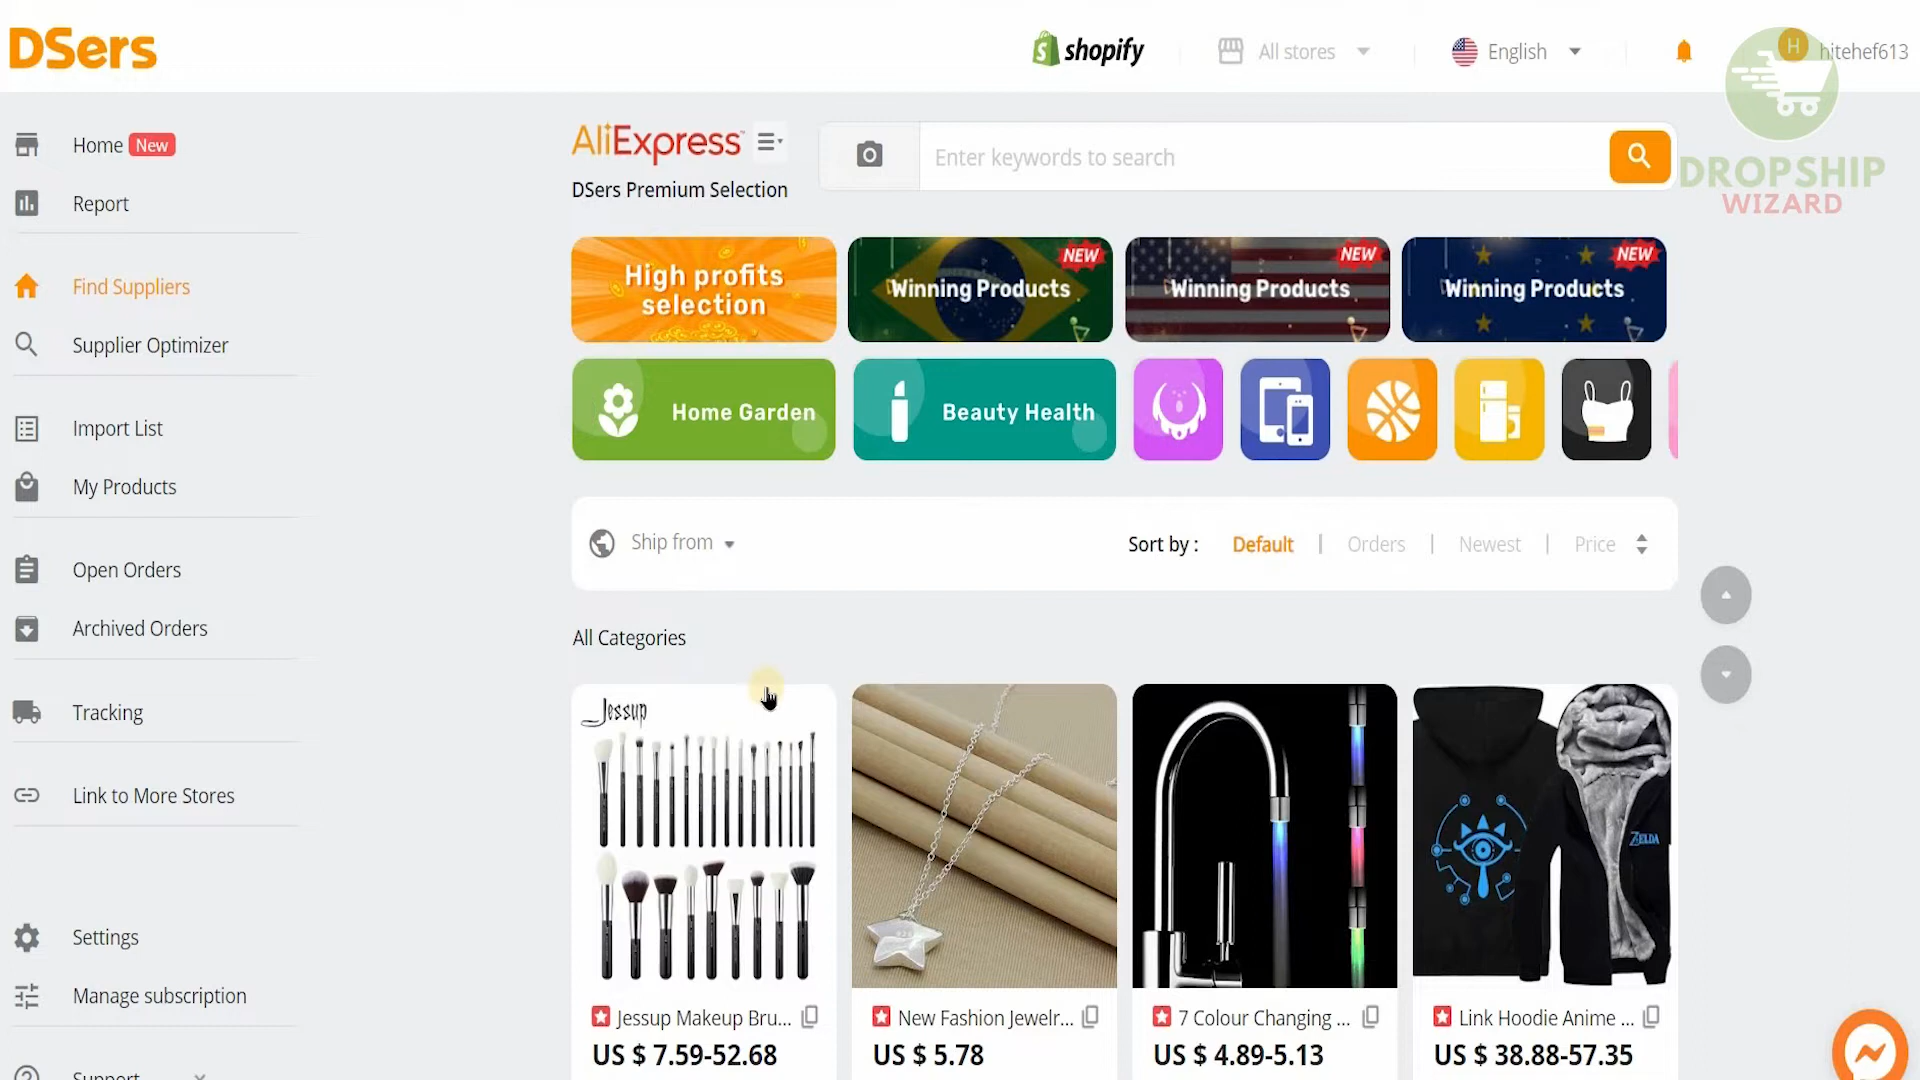 DSers
shopify
All stores
English
H
hitehef613
DROPSHIP
WIZARD
Home New
Report
Find Suppliers
Supplier Optimizer
Import List
My Products
Open Orders
Archived Orders
Tracking
Link to More Stores
Settings
Manage subscription
Support
AliExpress
DSers Premium Selection
Enter keywords to search
High profits
selection
Winning Products NEW
Winning Products NEW
Winning Products NEW
Home Garden
Beauty Health
Ship from
Sort by : Default | Orders | Newest | Price
All Categories
Jessup
ZELDA
Jessup Makeup Bru...
US $ 7.59-52.68
New Fashion Jewelr...
US $ 5.78
7 Colour Changing ...
US $ 4.89-5.13
Link Hoodie Anime ...
US $ 38.88-57.35